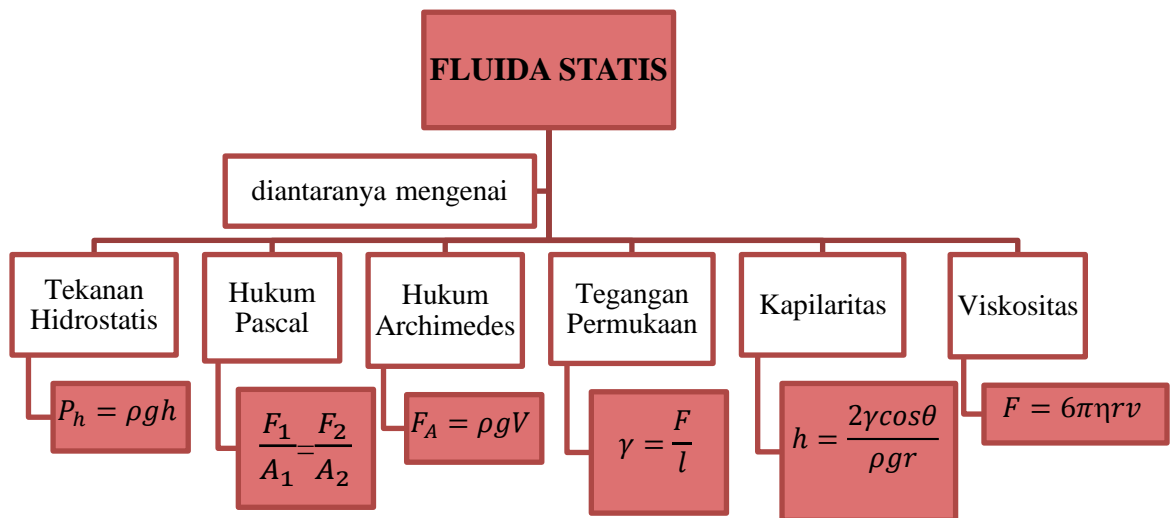 FLUIDA STATIS
diantaranya mengenai
Tekanan
Hidrostatis
Hukum
Pascal
Hukum
Archimedes
Tegangan
Permukaan
Kapilaritas
Viskositas
P_h = ρgh
F_1/A_1 = F_2/A_2
F_A = ρgV
γ = F/l
h = 2γcosθ/ρgr
F = 6πηrv